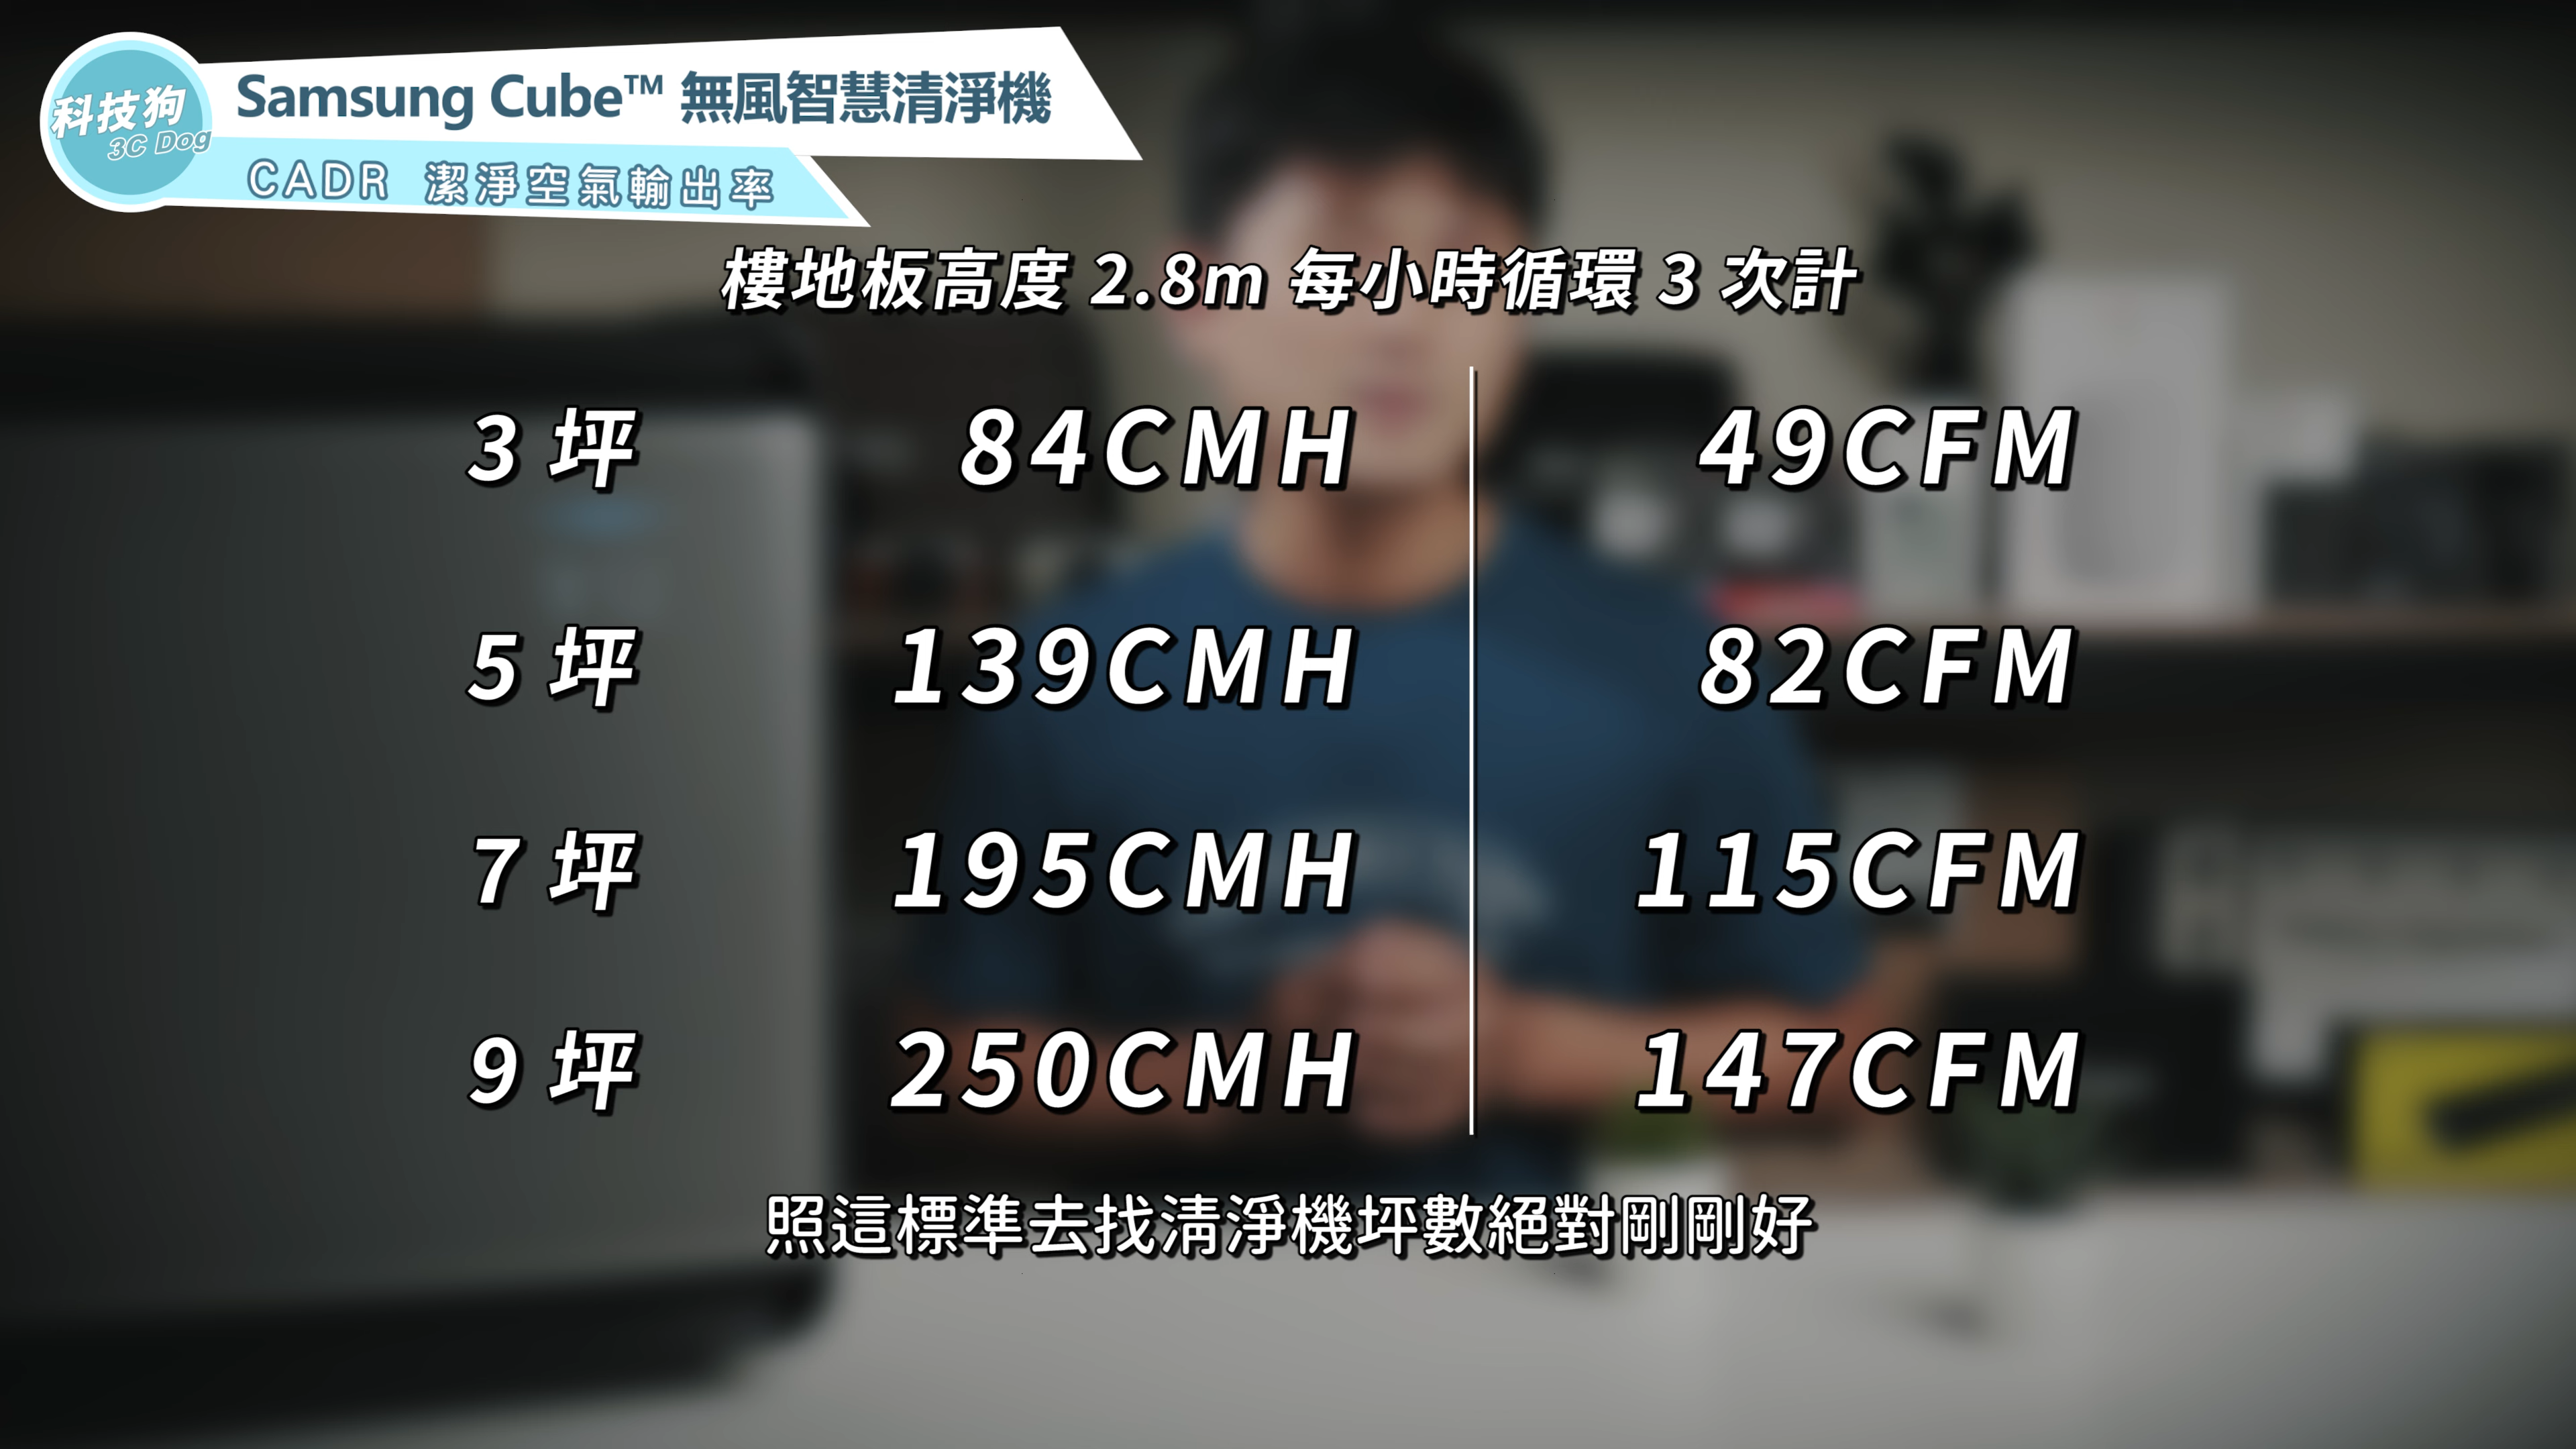 科技狗
3C Dog
Samsung Cube™ 無風智慧清淨機
CADR 潔淨空氣輸出率
樓地板高度 2.8m 每小時循環 3 次計
3 坪 84CMH 49CFM
5 坪 139CMH 82CFM
7 坪 195CMH 115CFM
9 坪 250CMH 147CFM
照這標準去找清淨機坪數絕對剛剛好